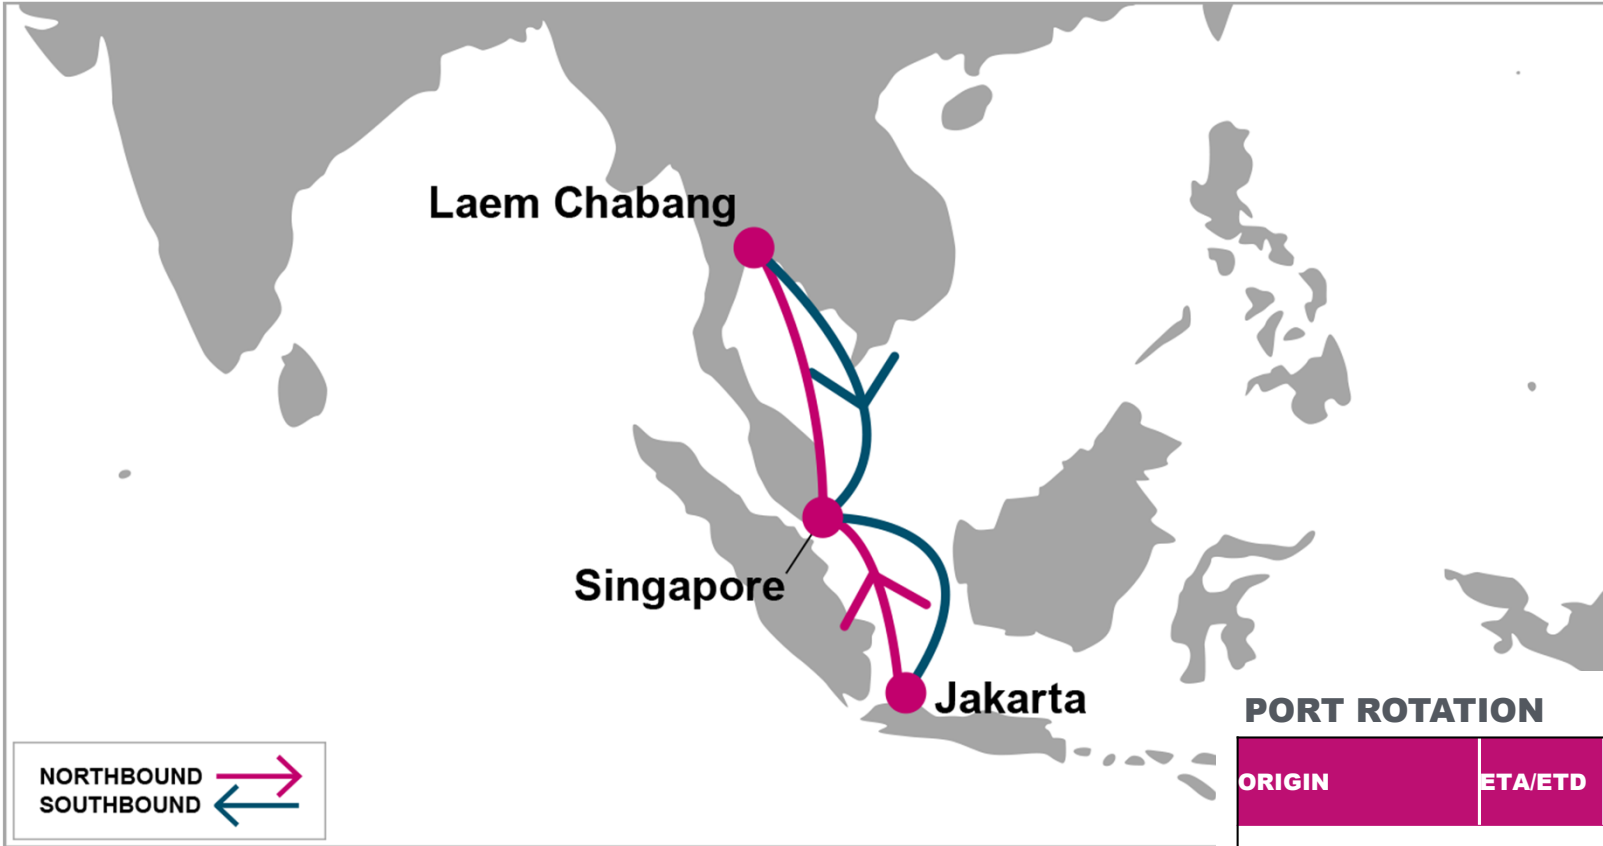 Laem Chabang
Singapore
Jakarta
NORTHBOUND
SOUTHBOUND
PORT ROTATION
ORIGIN ETA/ETD